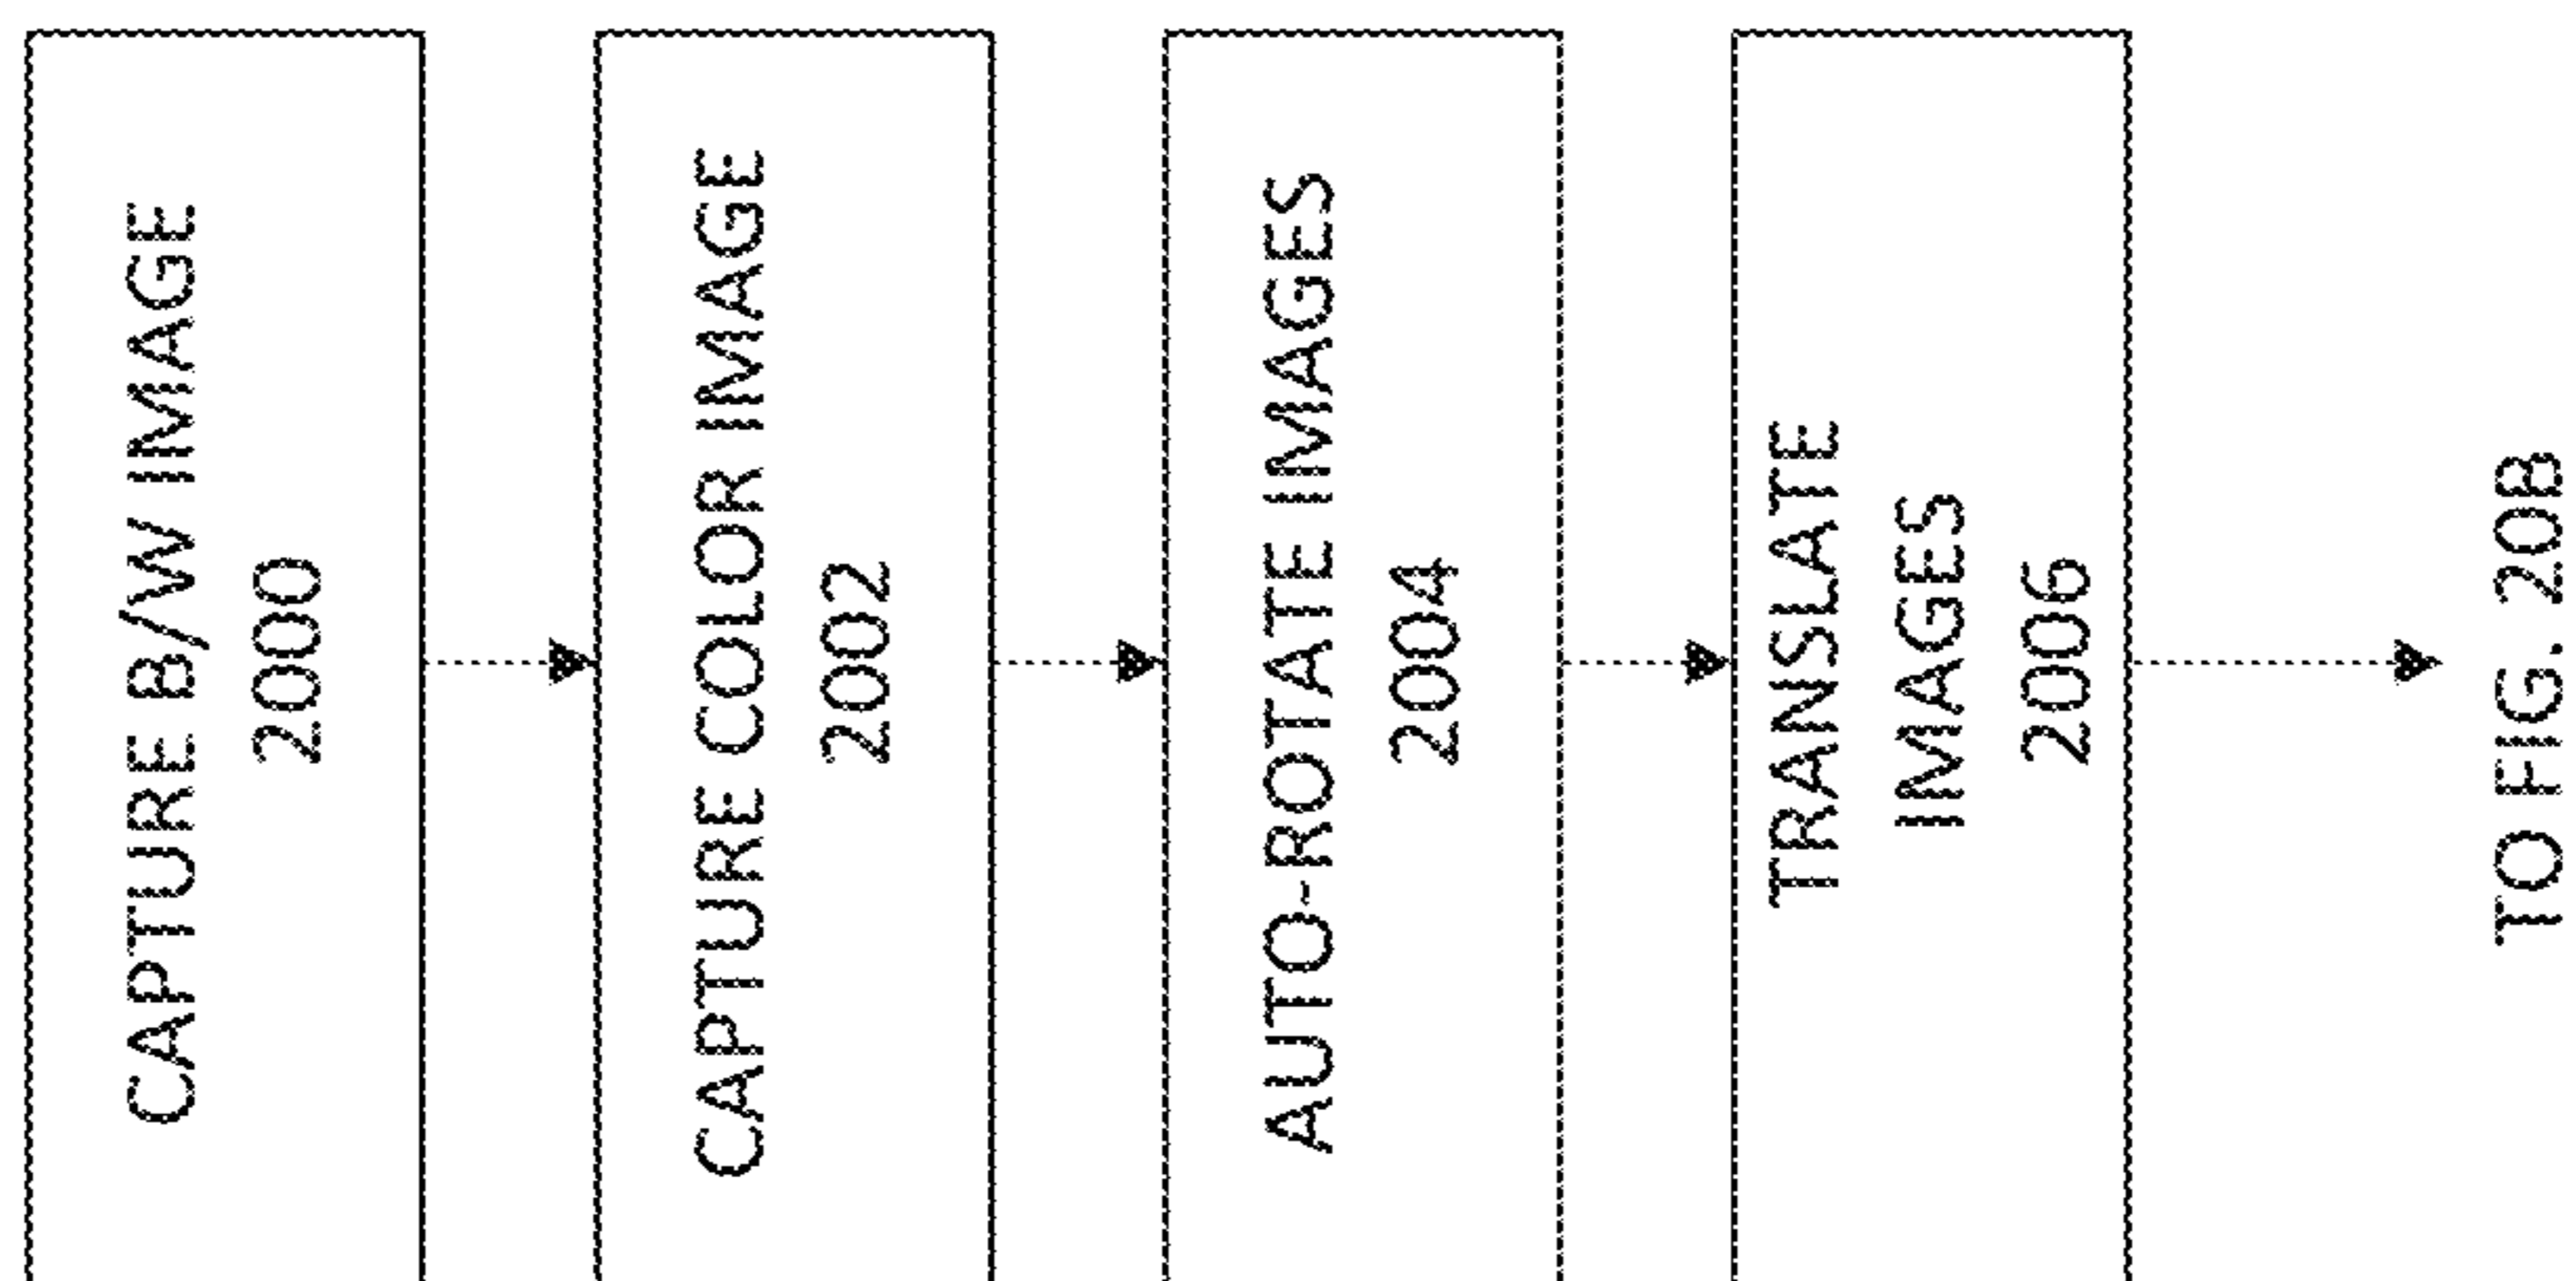 CAPTURE B/W IMAGE
2000
CAPTURE COLOR IMAGE
2002
AUTO-ROTATE IMAGES
2004
TRANSLATE
IMAGES
2006
TO FIG. 20B